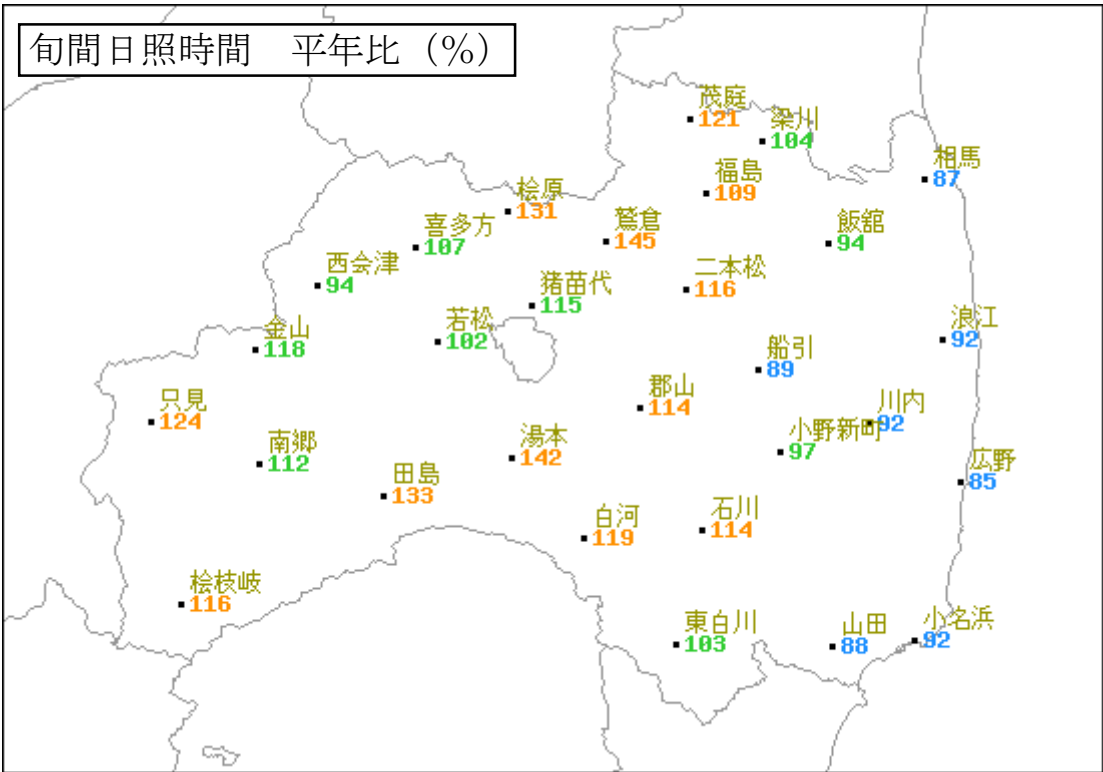 旬間日照時間　平年比（%）
茂庭
121
梁川
104
相馬
87
福島
109
桧原
131
喜多方
107
鷲倉
145
飯舘
94
西会津
94
二本松
116
猪苗代
115
金山
118
若松
102
浪江
92
船引
89
只見
124
郡山
114
川内
92
小野新町
97
南郷
112
湯本
142
田島
133
広野
85
白河
119
石川
114
桧枝岐
116
東白川
103
山田
88
小名浜
92